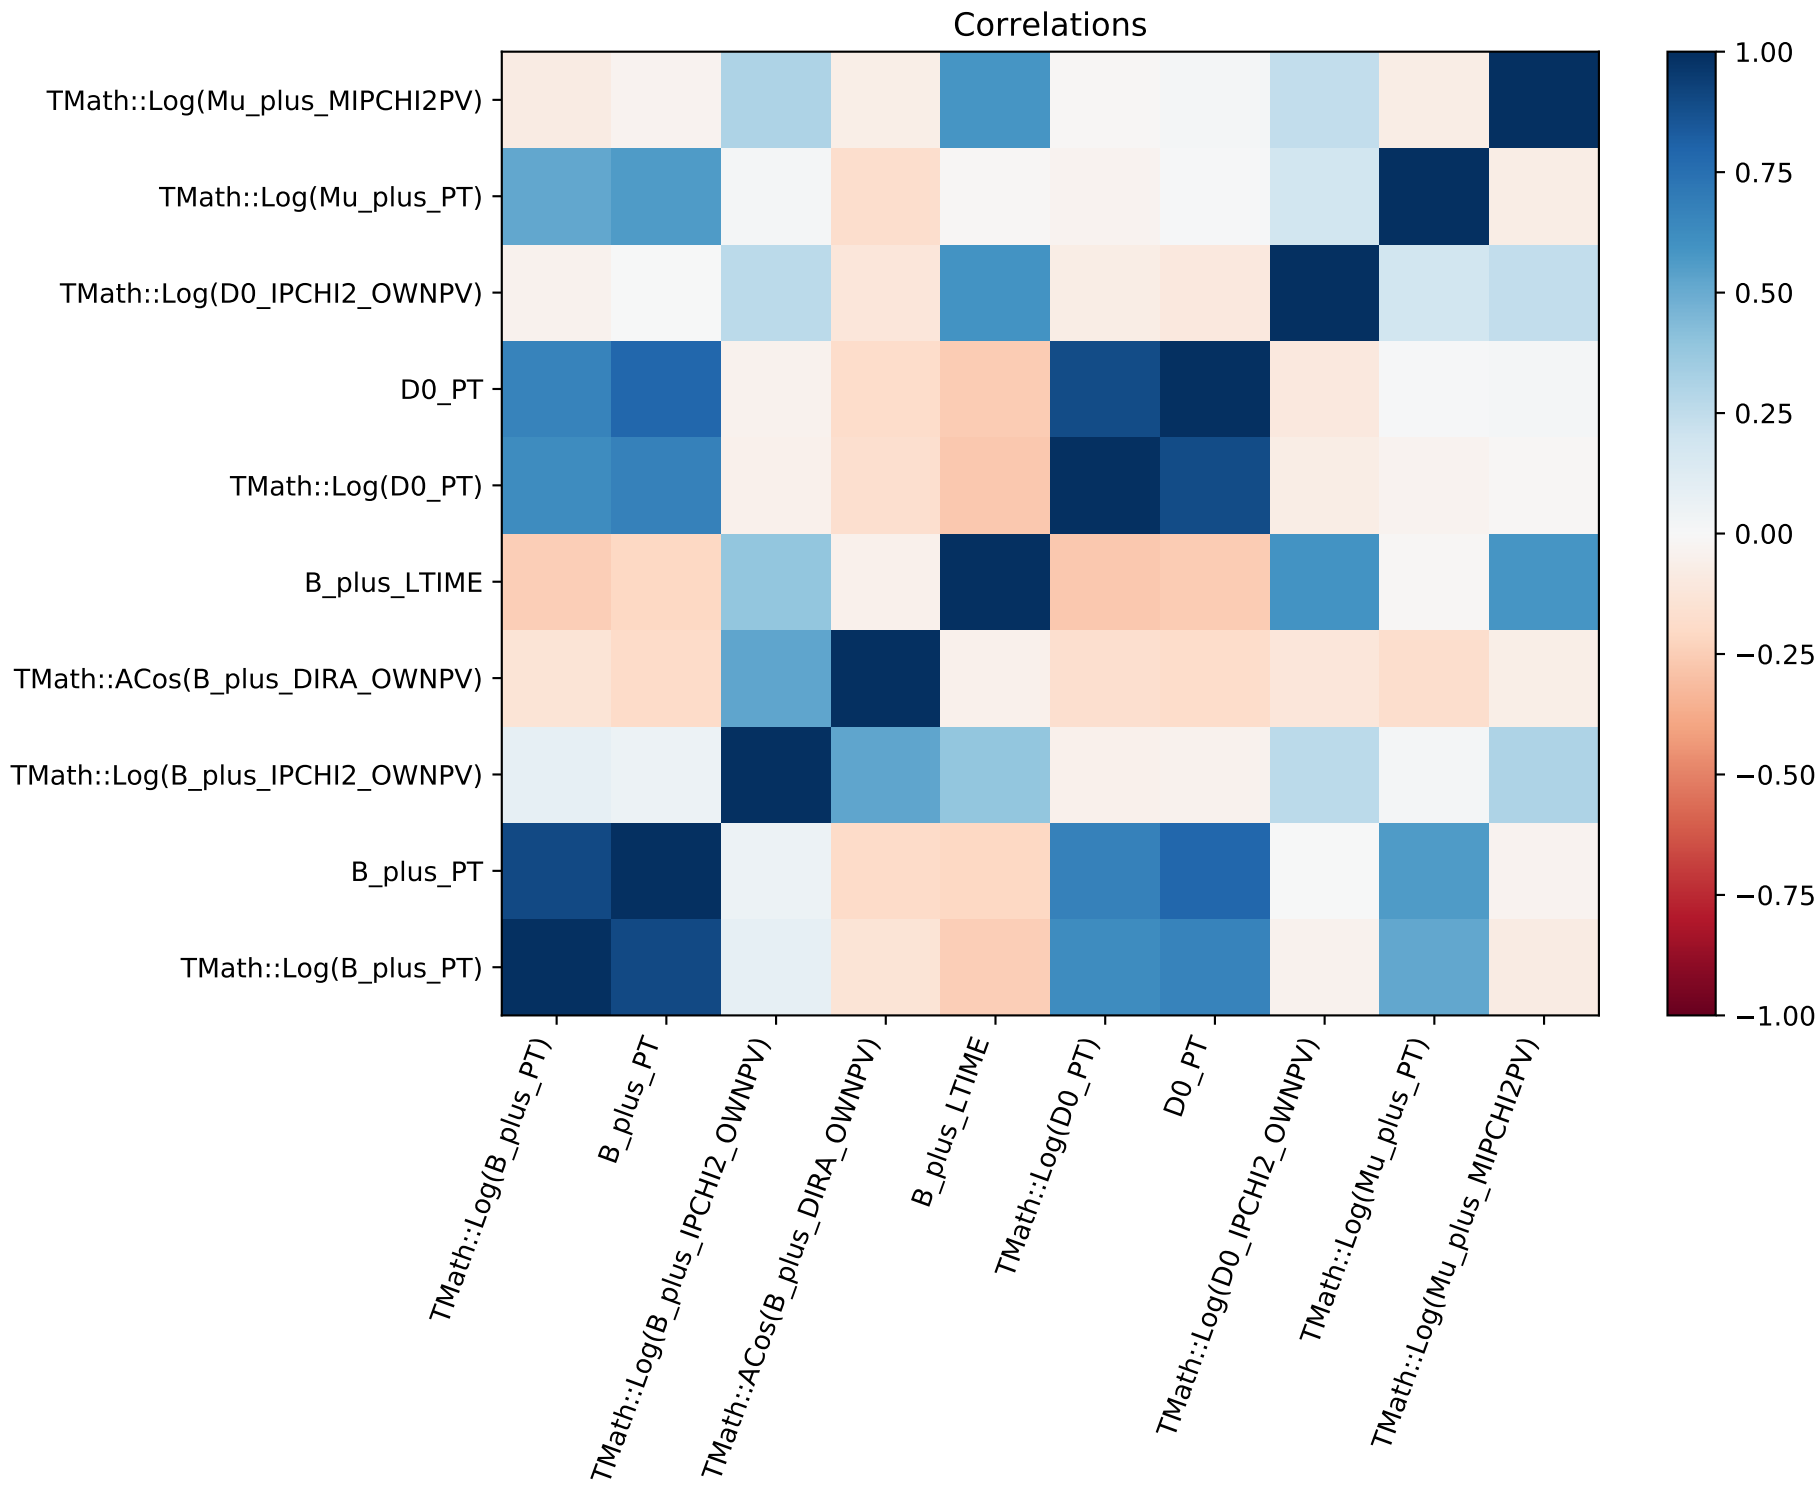 Correlations
TMath::Log(Mu_plus_MIPCHI2PV)
TMath::Log(Mu_plus_PT)
TMath::Log(D0_IPCHI2_OWNPV)
D0_PT
TMath::Log(D0_PT)
B_plus_LTIME
TMath::ACos(B_plus_DIRA_OWNPV)
TMath::Log(B_plus_IPCHI2_OWNPV)
B_plus_PT
TMath::Log(B_plus_PT)
TMath::Log(B_plus_PT)
B_plus_PT
TMath::Log(B_plus_IPCHI2_OWNPV)
TMath::ACos(B_plus_DIRA_OWNPV)
B_plus_LTIME
TMath::Log(D0_PT)
D0_PT
TMath::Log(D0_IPCHI2_OWNPV)
TMath::Log(Mu_plus_PT)
TMath::Log(Mu_plus_MIPCHI2PV)
1.00
0.75
0.50
0.25
0.00
−0.25
−0.50
−0.75
−1.00